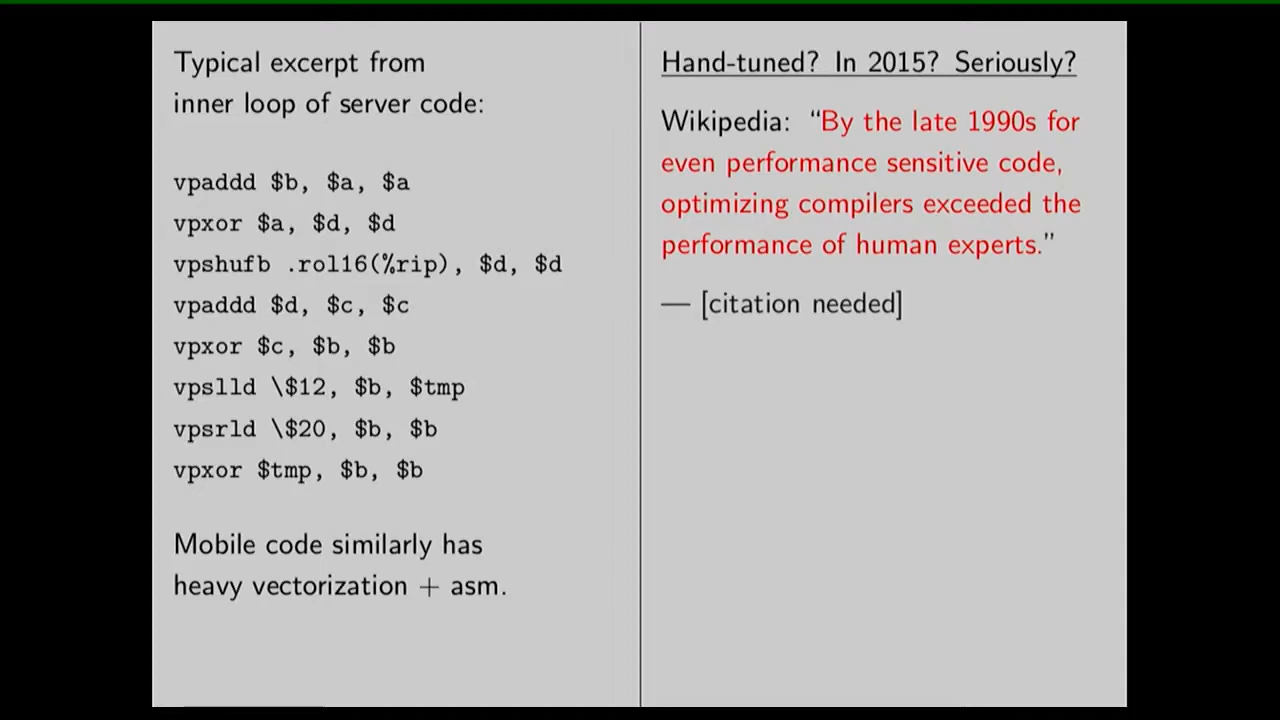 Typical excerpt from
inner loop of server code:
vpaddd $b, $a, $a
vpxor $a, $d, $d
vpshufb .rol16(%rip), $d, $d
vpaddd $d, $c, $c
vpxor $c, $b, $b
vpslld \$12, $b, $tmp
vpsrld \$20, $b, $b
vpxor $tmp, $b, $b
Mobile code similarly has
heavy vectorization + asm.
Hand-tuned? In 2015? Seriously?
Wikipedia: “By the late 1990s for
even performance sensitive code,
optimizing compilers exceeded the
performance of human experts.”
— [citation needed]